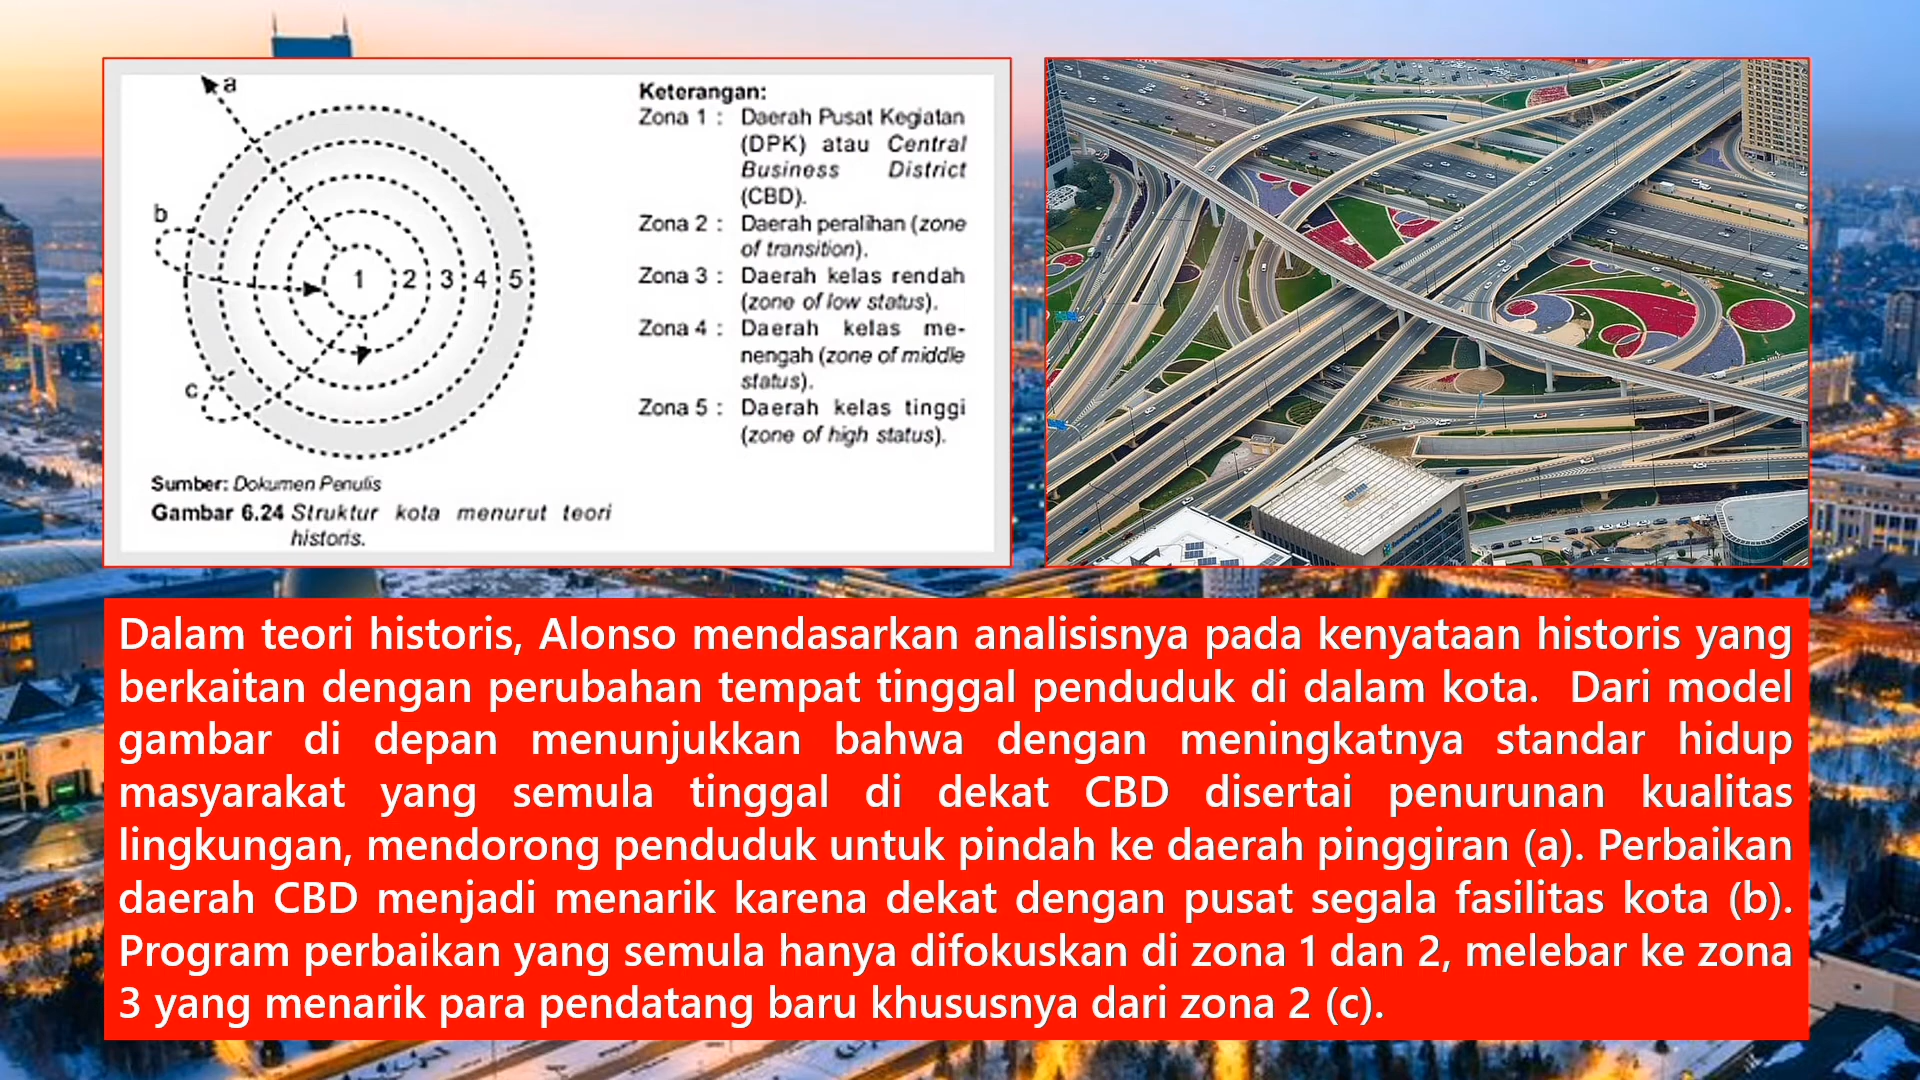 a
b
c
1 2 3 4 5
Keterangan:
Zona 1 : Daerah Pusat Kegiatan
(DPK) atau Central
Business District
(CBD).
Zona 2 : Daerah peralihan (zone
of transition).
Zona 3 : Daerah kelas rendah
(zone of low status).
Zona 4 : Daerah kelas me-
nengah (zone of middle
status).
Zona 5 : Daerah kelas tinggi
(zone of high status).
Sumber: Dokumen Penulis
Gambar 6.24 Struktur kota menurut teori
historis.
Dalam teori historis, Alonso mendasarkan analisisnya pada kenyataan historis yang
berkaitan dengan perubahan tempat tinggal penduduk di dalam kota. Dari model
gambar di depan menunjukkan bahwa dengan meningkatnya standar hidup
masyarakat yang semula tinggal di dekat CBD disertai penurunan kualitas
lingkungan, mendorong penduduk untuk pindah ke daerah pinggiran (a). Perbaikan
daerah CBD menjadi menarik karena dekat dengan pusat segala fasilitas kota (b).
Program perbaikan yang semula hanya difokuskan di zona 1 dan 2, melebar ke zona
3 yang menarik para pendatang baru khususnya dari zona 2 (c).